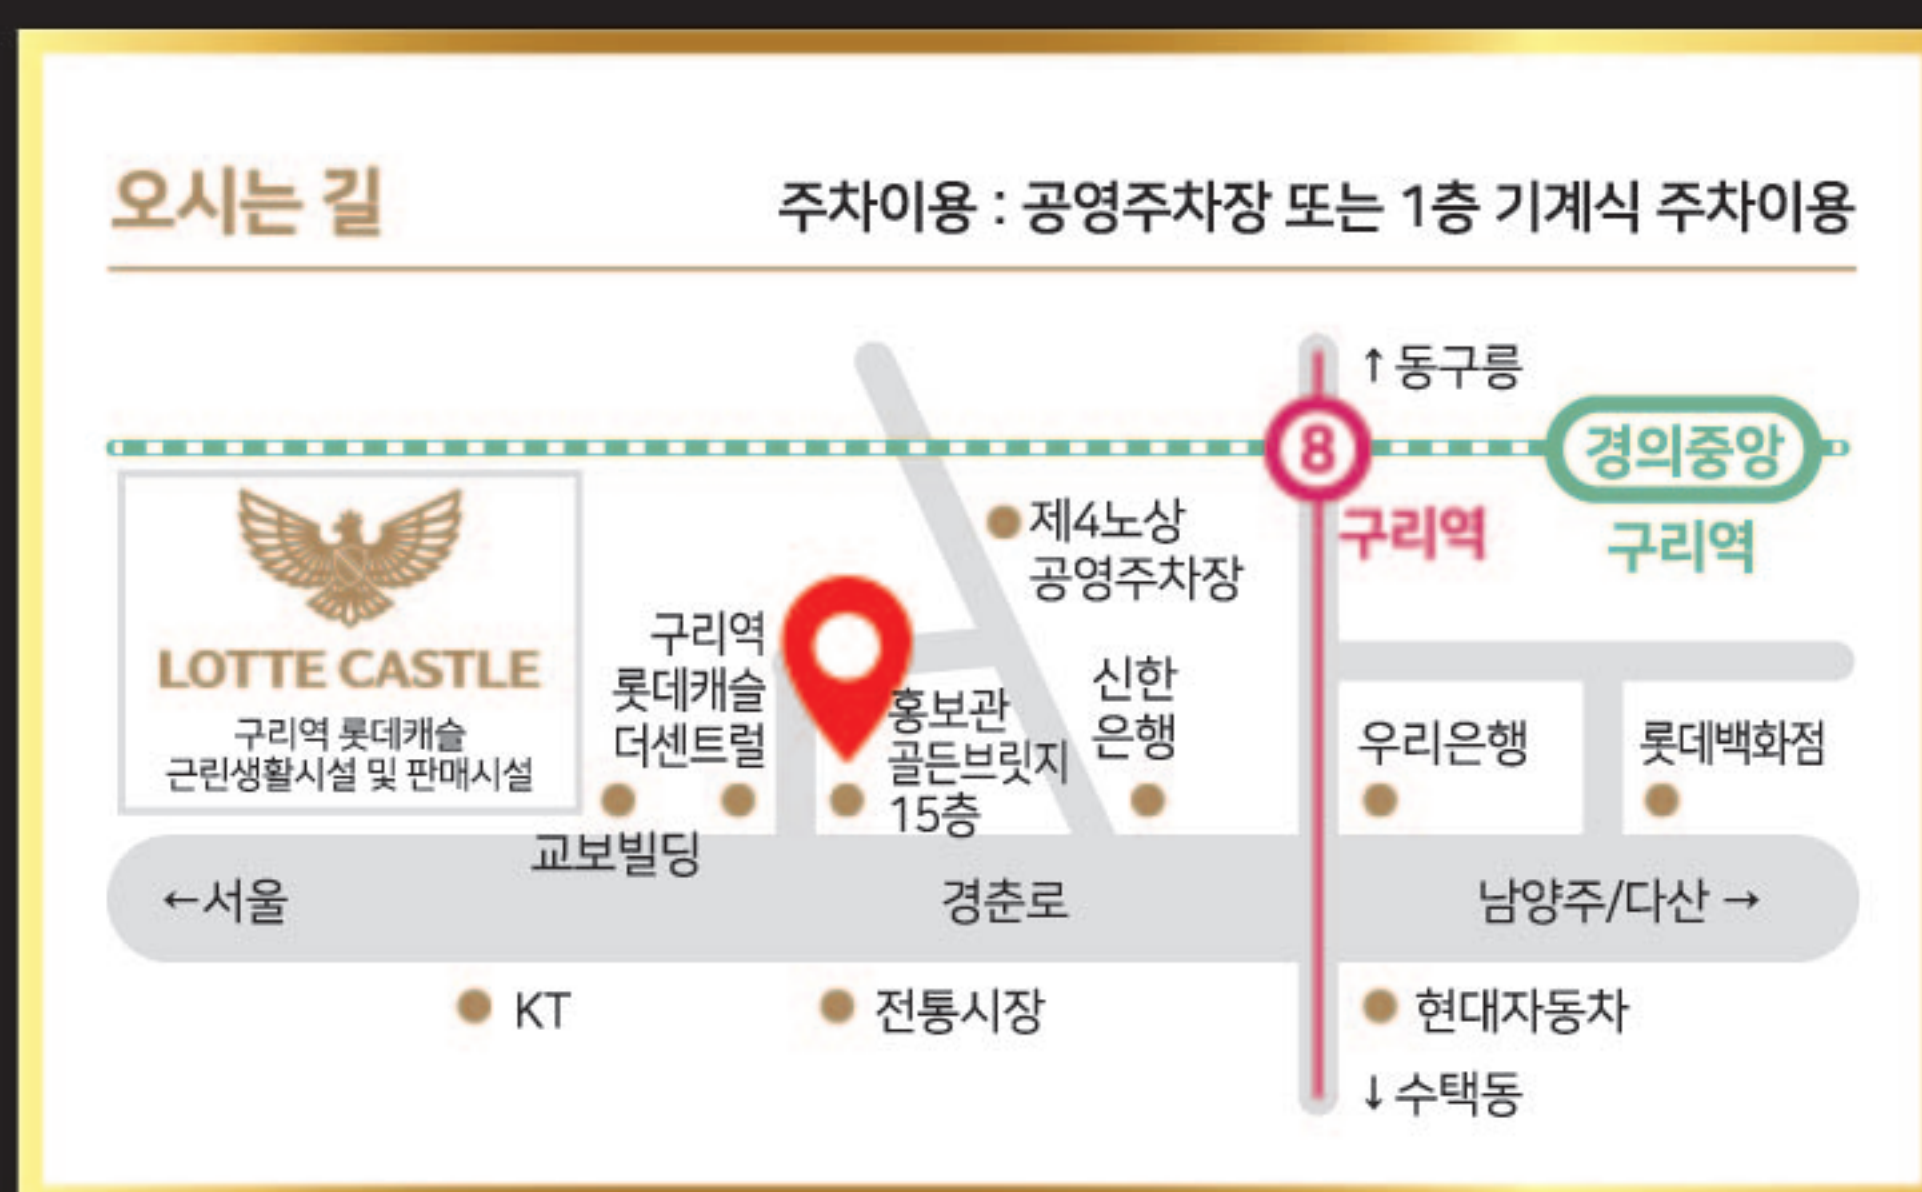 오시는 길
주차이용 : 공영주차장 또는 1층 기계식 주차이용
↑ 동구릉
8
경의중앙
구리역
구리역
제4노상
공영주차장
LOTTE CASTLE
구리역 롯데캐슬
근린생활시설 및 판매시설
구리역
롯데캐슬
더센트럴
홍보관
골든브릿지
15층
신한
은행
우리은행
롯데백화점
교보빌딩
←서울
경춘로
남양주/다산 →
KT
전통시장
현대자동차
↓ 수택동